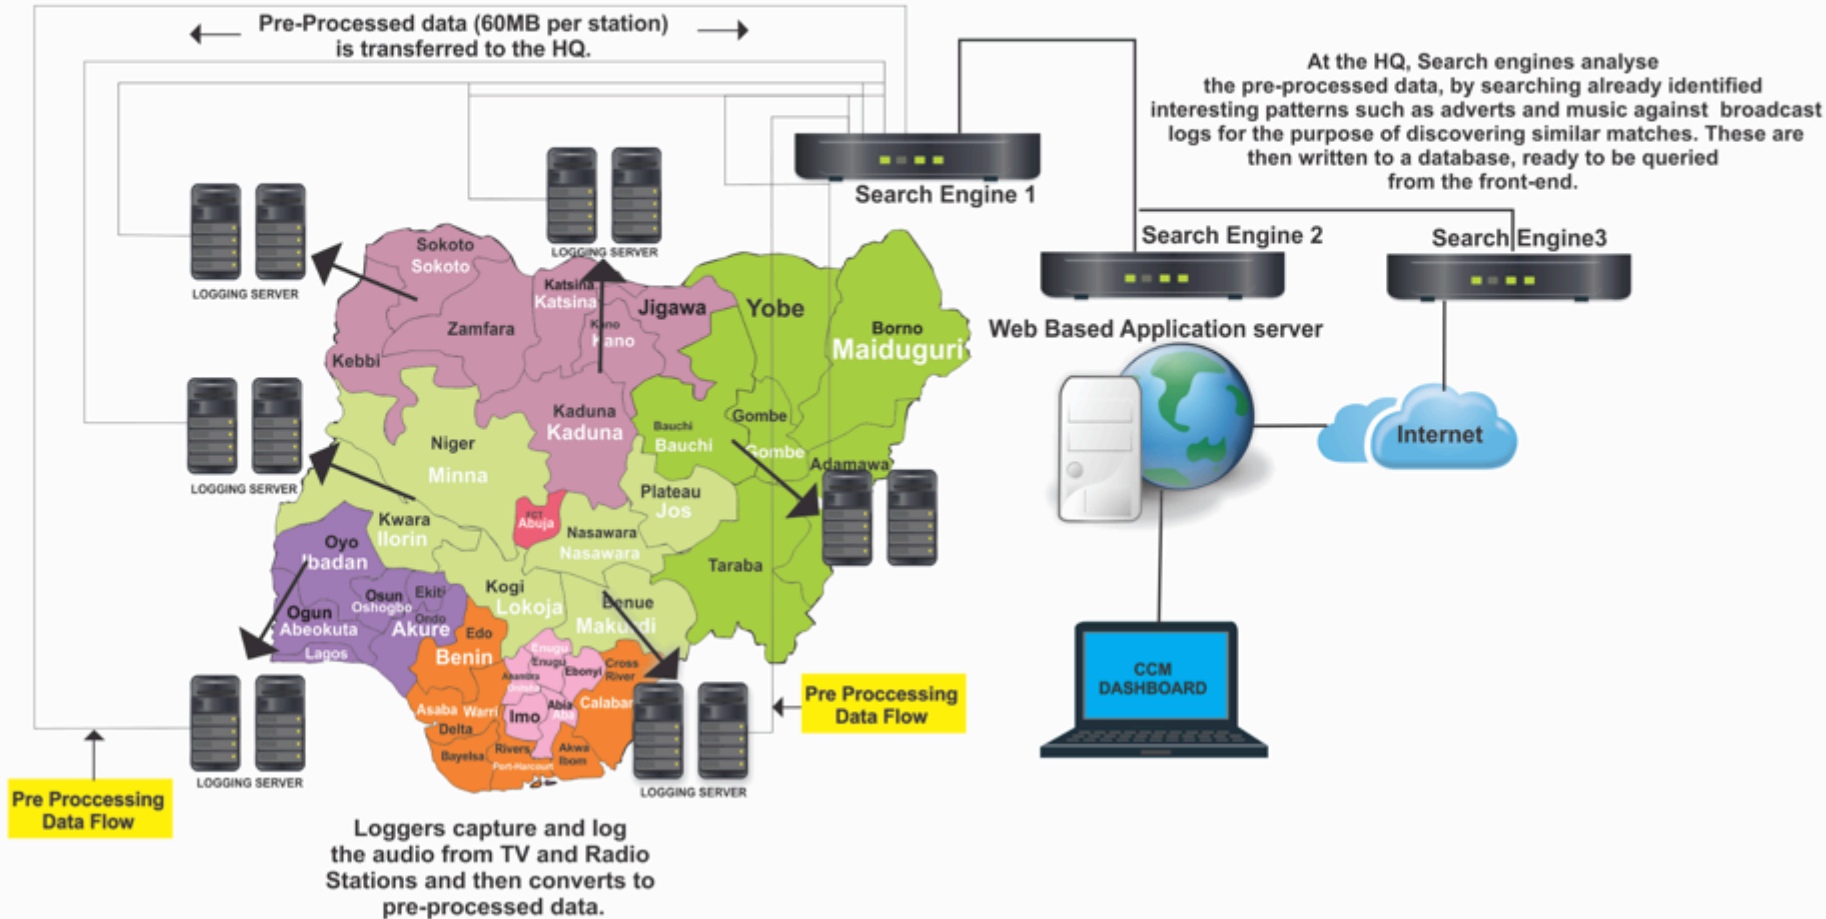 Pre-Processed data (60MB per station)
is transferred to the HQ.
At the HQ, Search engines analyse
the pre-processed data, by searching already identified
interesting patterns such as adverts and music against broadcast
logs for the purpose of discovering similar matches. These are
then written to a database, ready to be queried
from the front-end.
Search Engine 1
Search Engine 2
Search Engine3
LOGGING SERVER
LOGGING SERVER
LOGGING SERVER
LOGGING SERVER
LOGGING SERVER
Web Based Application server
Internet
CCM
DASHBOARD
Sokoto
Sokoto
Katsina
Katsina
Jigawa
Yobe
Borno
Maiduguri
Zamfara
Kano
Kano
Kebbi
Kaduna
Kaduna
Gombe
Gombe
Bauchi
Bauchi
Adamawa
Niger
Minna
Plateau
Jos
FCT
Abuja
Kwara
Ilorin
Nasawara
Nasawara
Oyo
Ibadan
Taraba
Kogi
Lokoja
Benue
Makurdi
Osun
Oshogbo
Ekiti
Ondo
Akure
Ogun
Abeokuta
Lagos
Edo
Benin
Enugu
Enugu
Ebonyi
Cross
River
Calabar
Anambra
Onitsha
Imo
Abia
Aba
Asaba
Warri
Delta
Bayelsa
Rivers
Port-Harcourt
Akwa
Ibom
Pre Proccessing
Data Flow
Pre Proccessing
Data Flow
Loggers capture and log
the audio from TV and Radio
Stations and then converts to
pre-processed data.